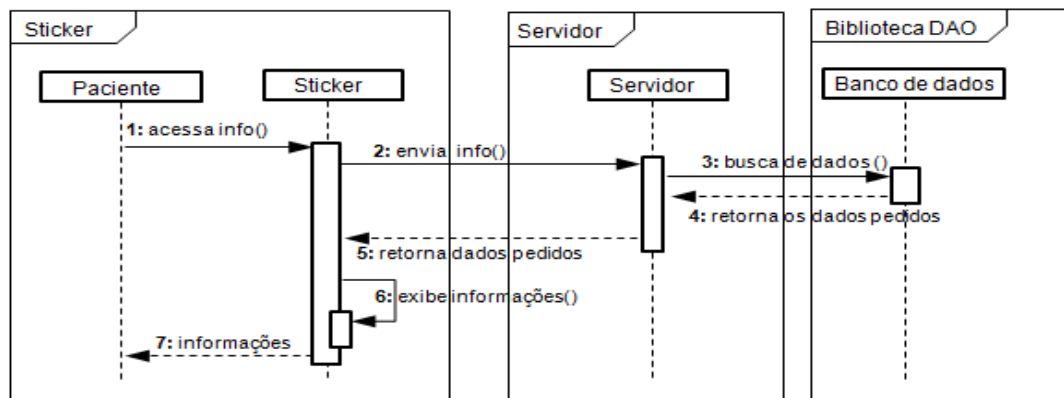 Sticker
Servidor
Biblioteca DAO
Paciente
Sticker
Servidor
Banco de dados
1: acessa info()
2: envia info()
3: busca de dados()
4: retorna os dados pedidos
5: retorna dados pedidos
6: exibe informações()
7: informações